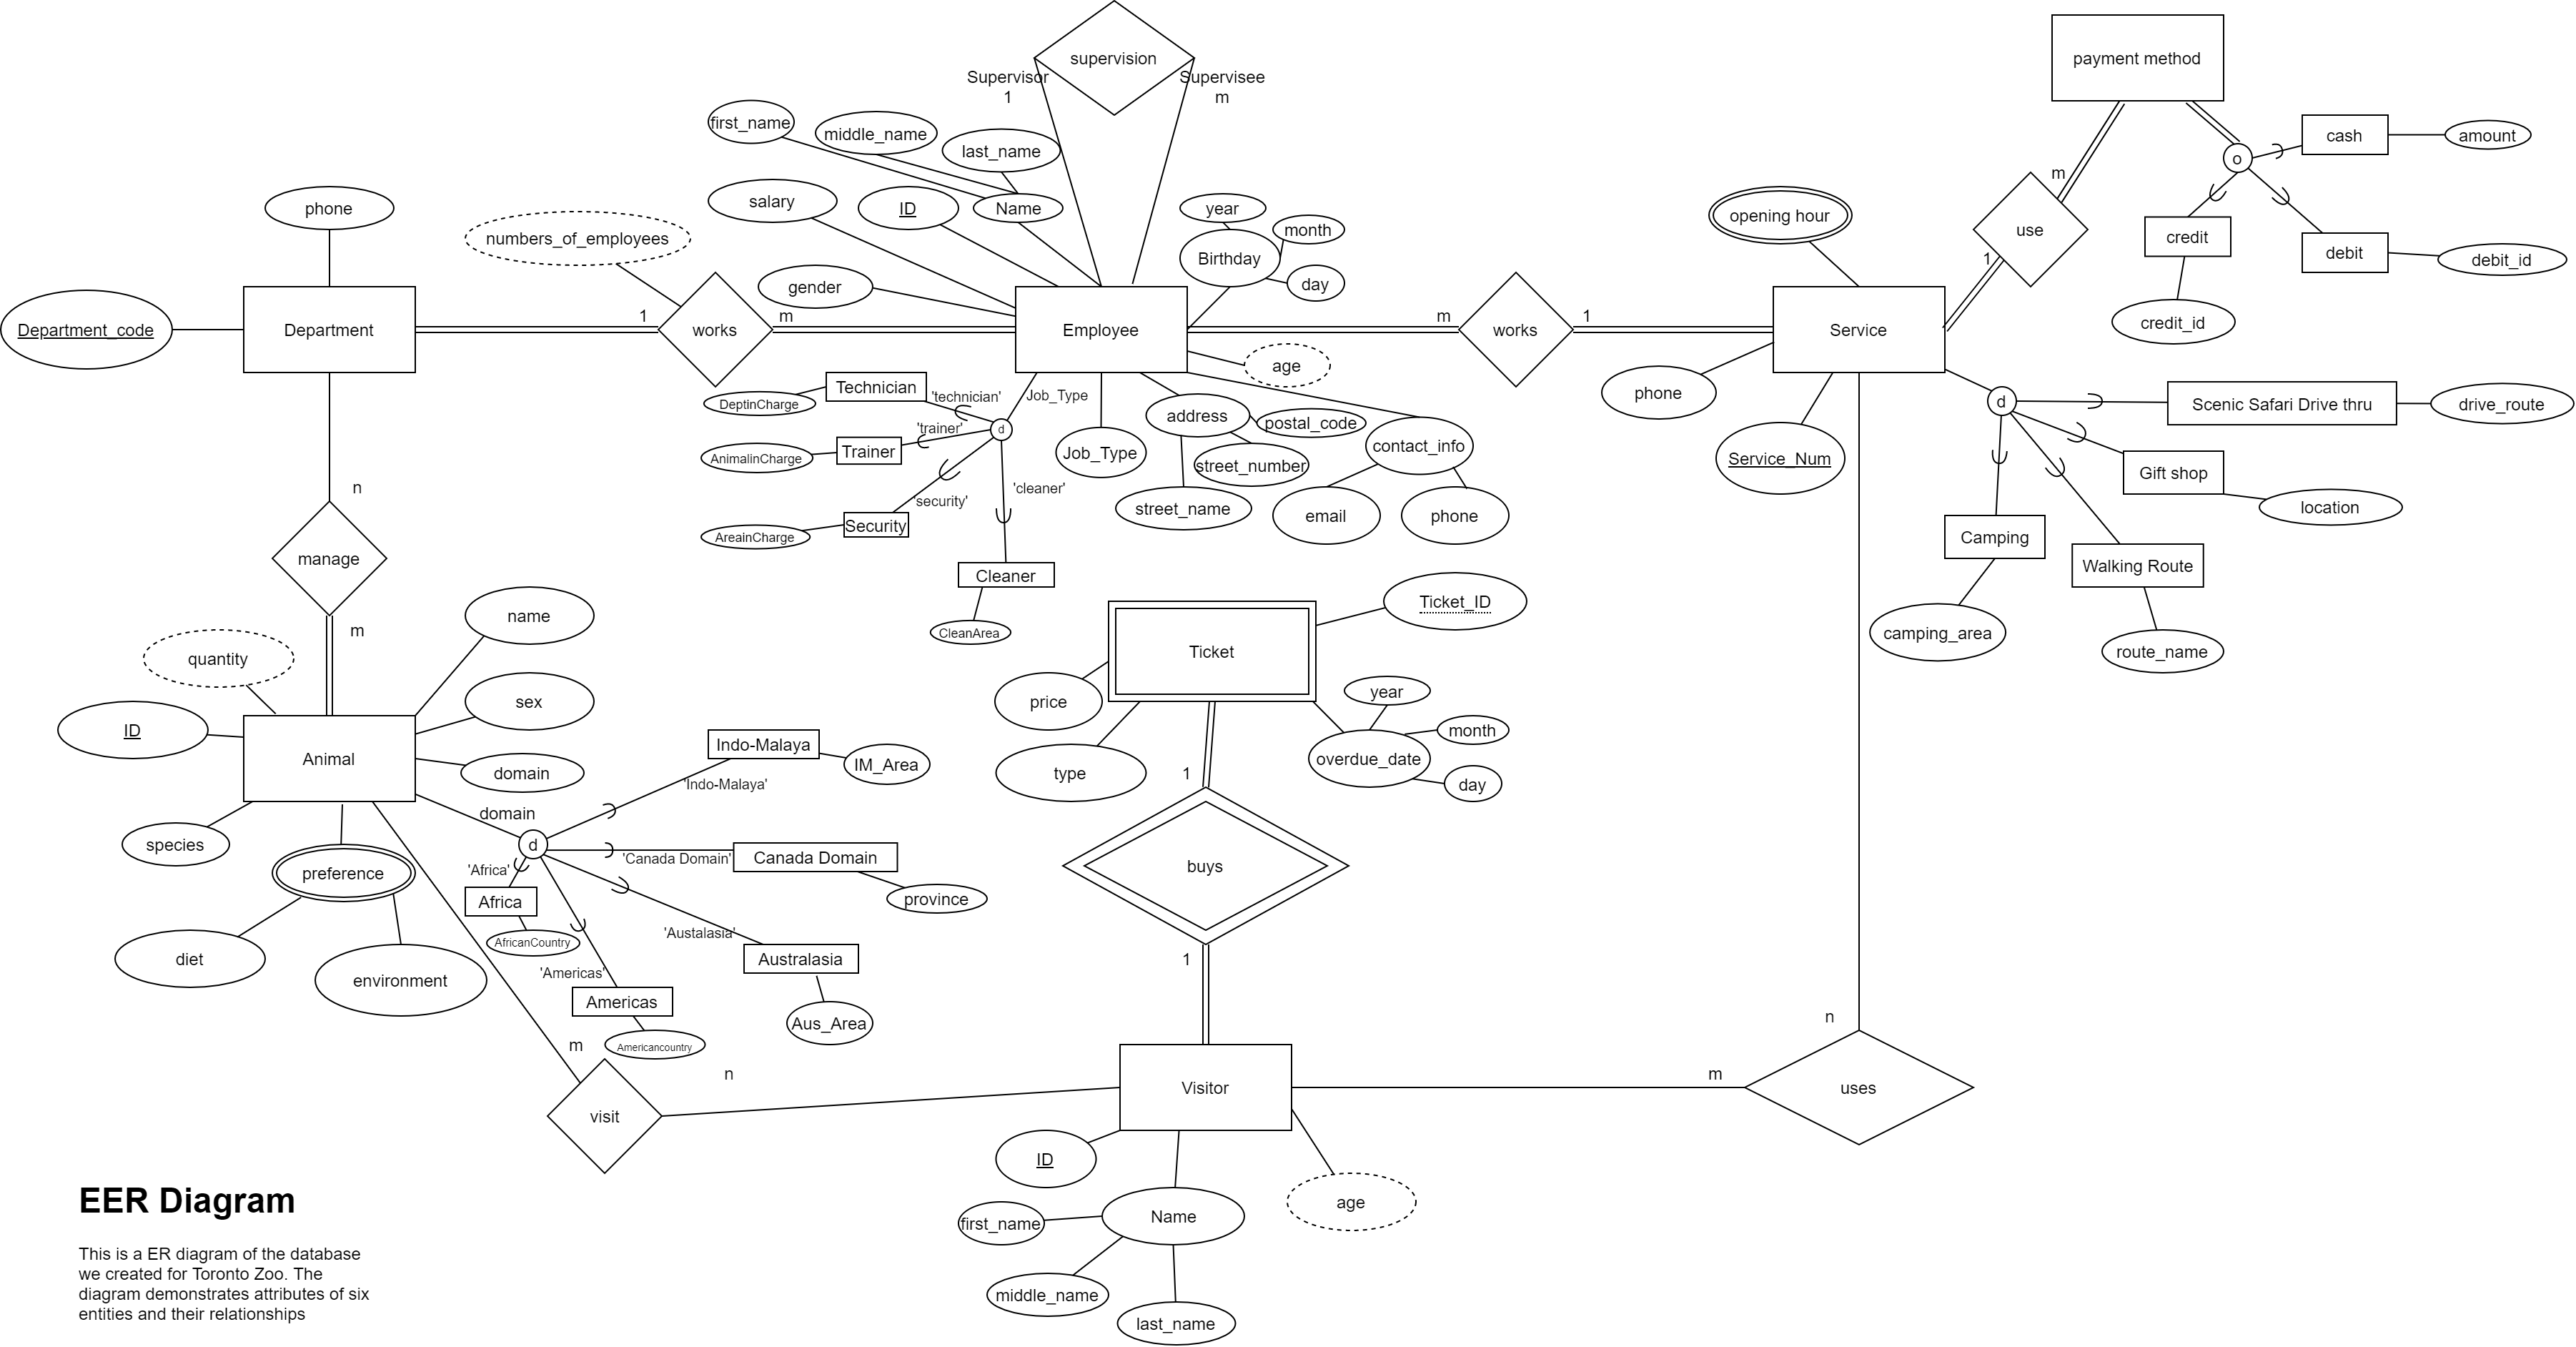 supervision
Supervisor
1
Supervisee
m
payment method
first_name
middle_name
last_name
cash
amount
o
m
phone
numbers_of_employees
salary
ID
Name
year
month
Birthday
day
opening hour
use
1
credit
debit
debit_id
credit_id
gender
Department_code
Department
1
works
m
Employee
m
works
1
Service
age
phone
Service_Num
DeptinCharge
Technician
'technician'
Job_Type
d
'trainer'
AnimalinCharge
Trainer
Job_Type
address
postal_code
street_number
street_name
contact_info
email
phone
'security'
'cleaner'
AreainCharge
Security
Cleaner
CleanArea
d
Scenic Safari Drive thru
drive_route
Gift shop
location
Camping
Walking Route
camping_area
route_name
n
manage
m
name
quantity
sex
ID
Animal
domain
species
preference
diet
environment
domain
d
'Indo-Malaya'
Indo-Malaya
IM_Area
'Canada Domain'
Canada Domain
province
'Africa'
Africa
AfricanCountry
'Austalasia'
Australasia
Aus_Area
'Americas'
Americas
Americancountry
Ticket
Ticket_ID
price
type
year
month
overdue_date
day
1
buys
1
m
visit
n
Visitor
m
n
uses
ID
Name
age
first_name
middle_name
last_name
EER Diagram
This is a ER diagram of the database
we created for Toronto Zoo. The
diagram demonstrates attributes of six
entities and their relationships